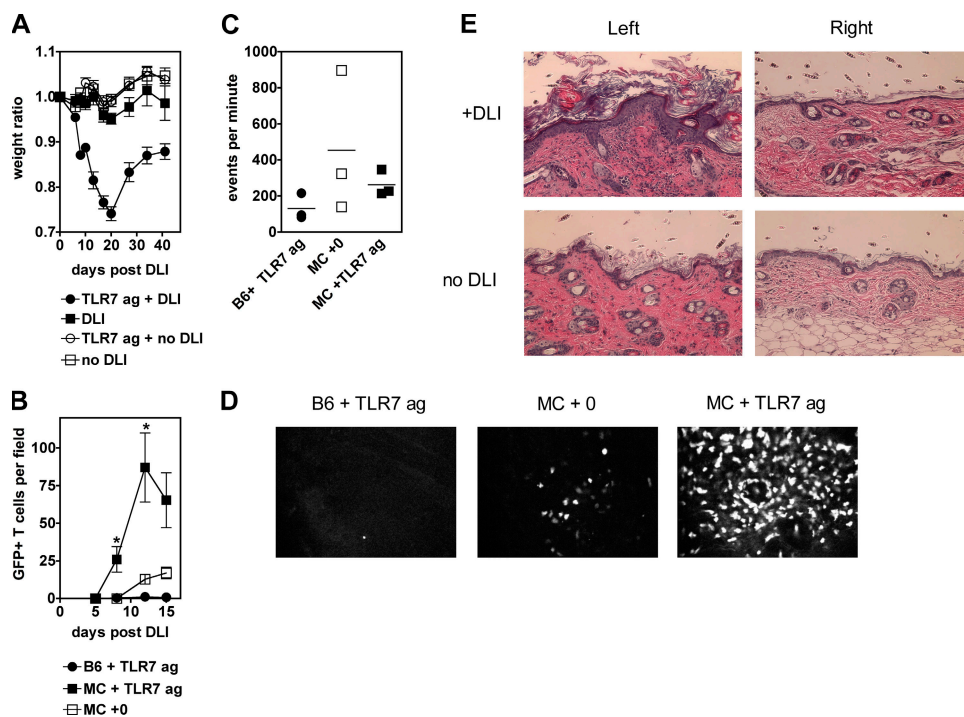 A
weight ratio
1.1
1.0
0.9
0.8
0.7
0 10 20 30 40
days post DLI
TLR7 ag + DLI
DLI
TLR7 ag + no DLI
no DLI
C
events per minute
1000
800
600
400
200
0
B6+ TLR7 ag
MC +0
MC +TLR7 ag
E
Left Right
+DLI
no DLI
B
GFP+ T cells per field
100
75
50
25
0
* *
0 5 10 15
days post DLI
B6 + TLR7 ag
MC + TLR7 ag
MC +0
D
B6 + TLR7 ag MC + 0 MC + TLR7 ag